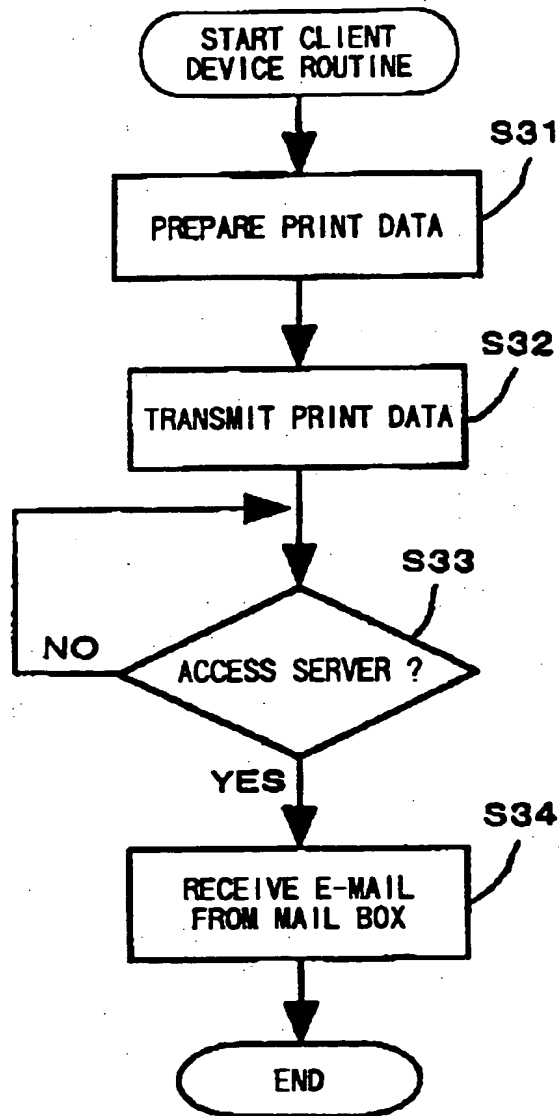 START CLIENT
DEVICE ROUTINE
S31
PREPARE PRINT DATA
S32
TRANSMIT PRINT DATA
S33
NO
ACCESS SERVER ?
YES
S34
RECEIVE E-MAIL
FROM MAIL BOX
END